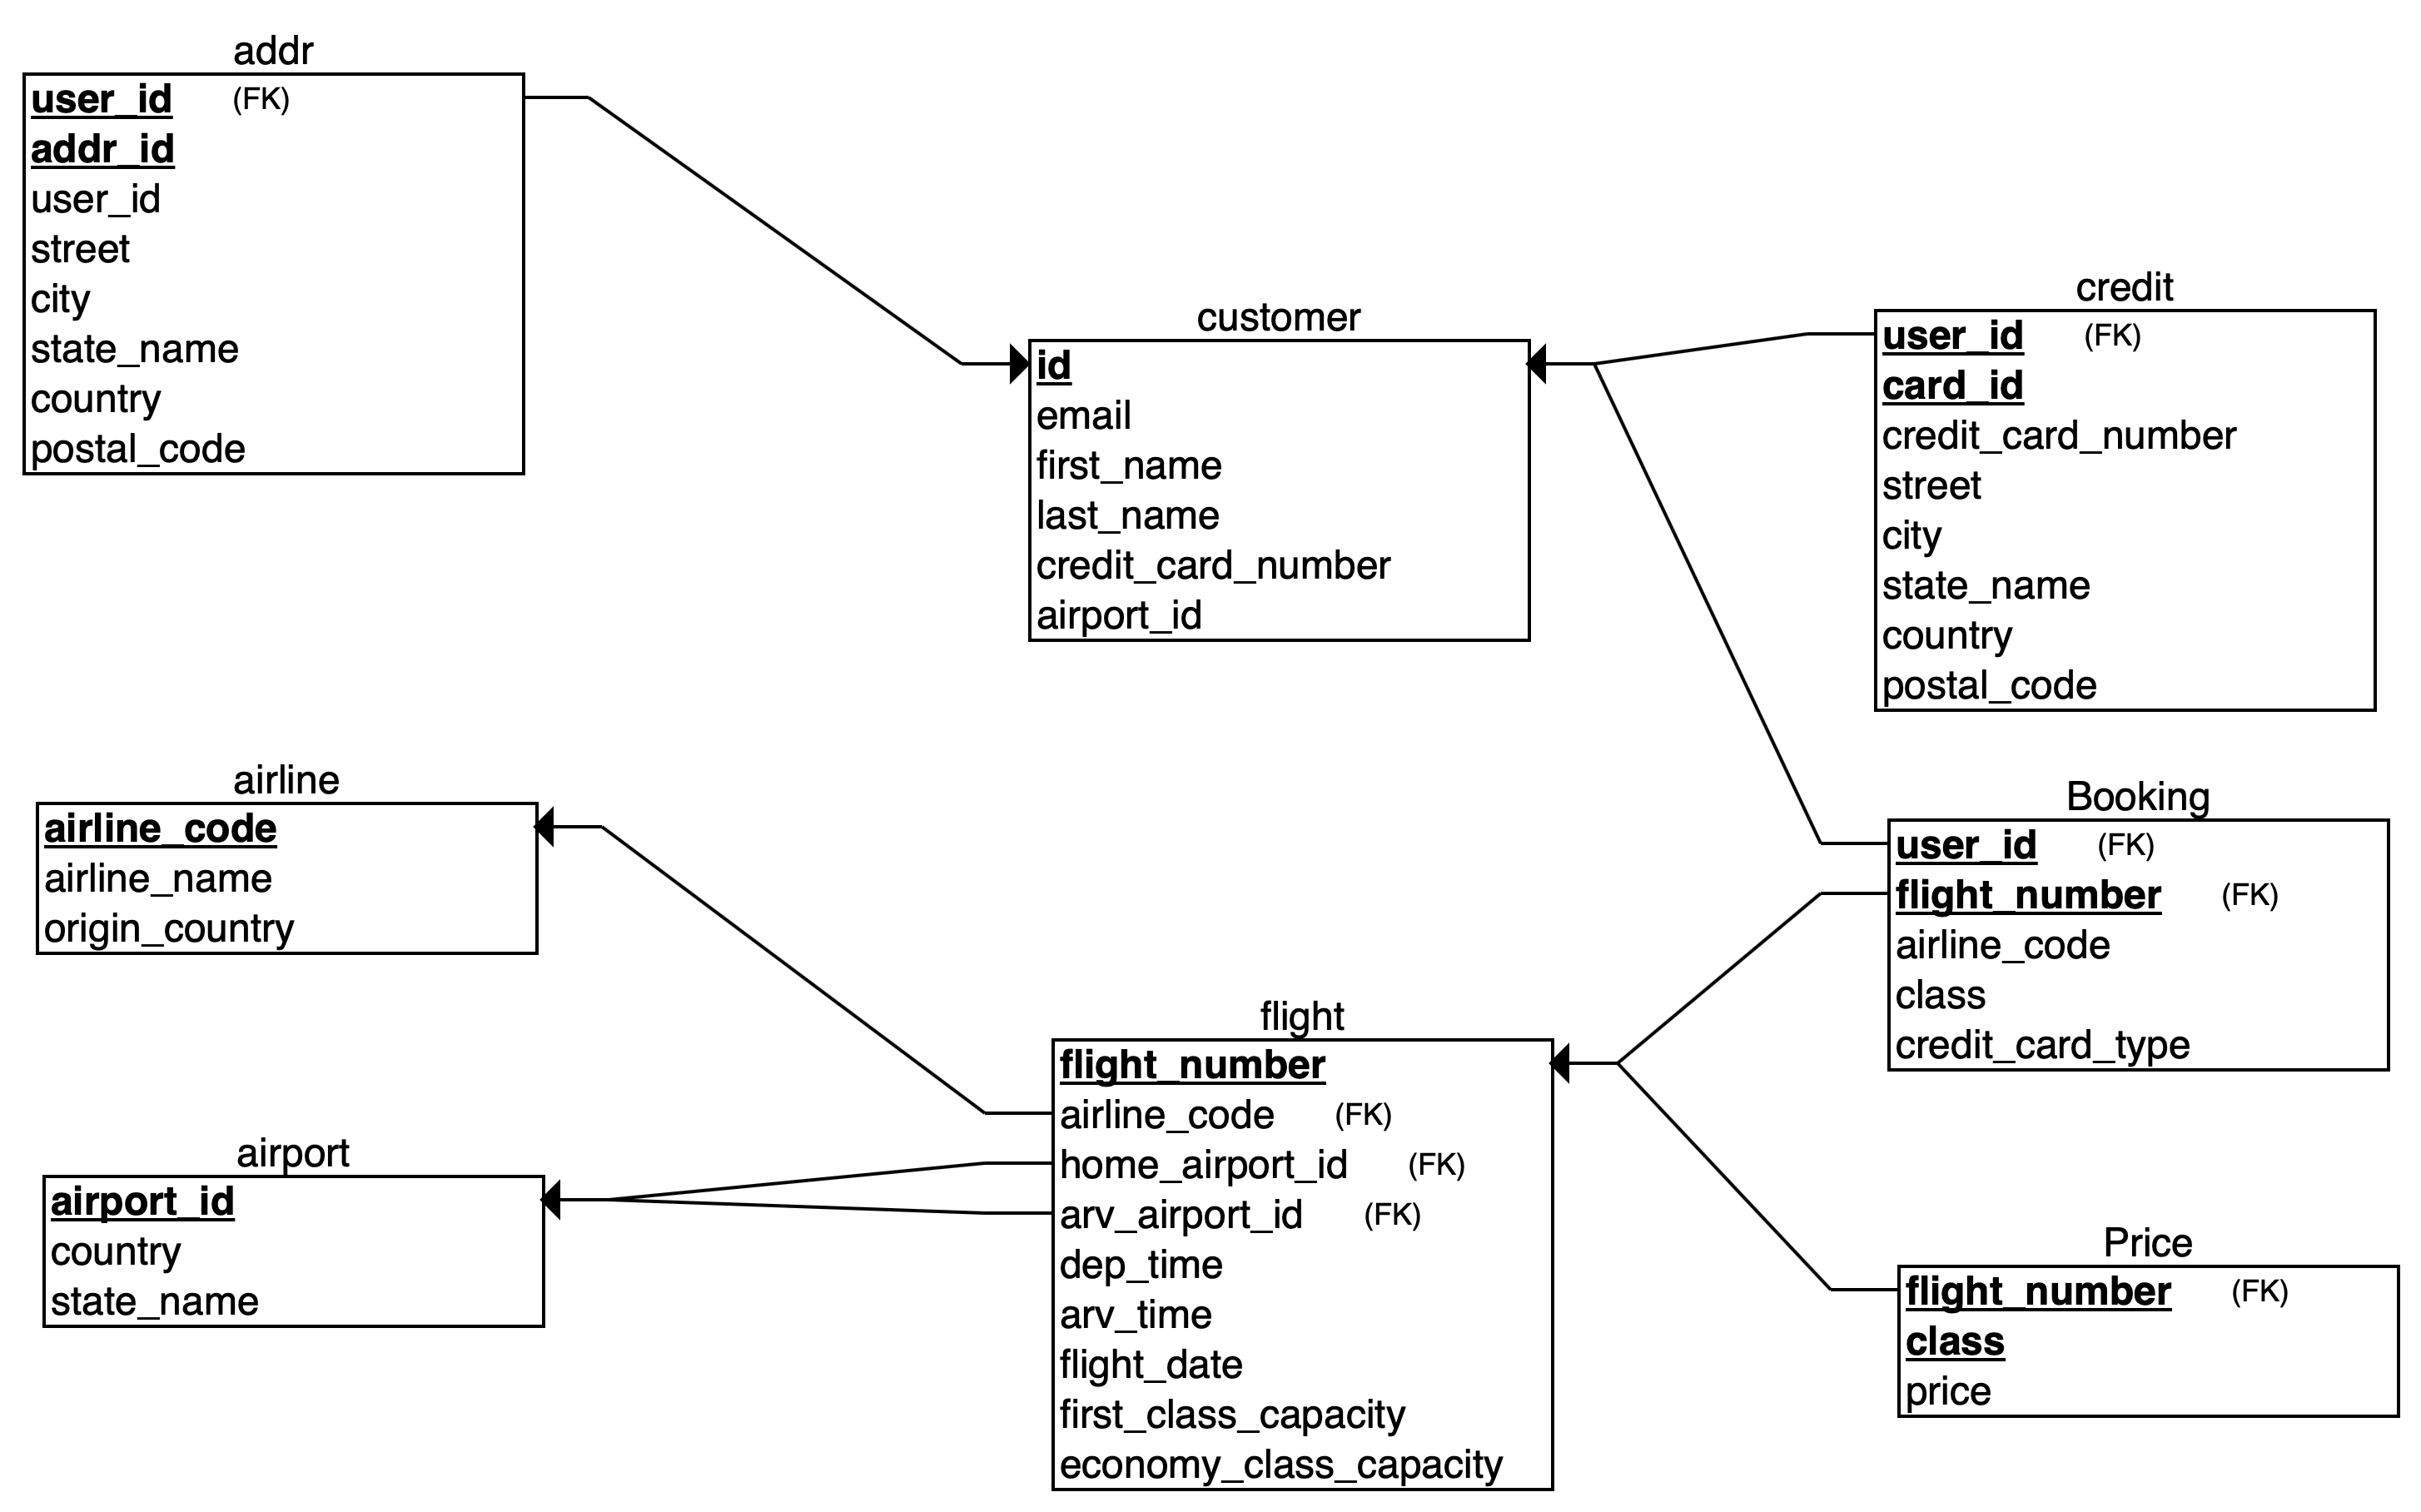 addr
user_id (FK)
addr_id
user_id
street
city
state_name
country
postal_code
customer
id
email
first_name
last_name
credit_card_number
airport_id
credit
user_id (FK)
card_id
credit_card_number
street
city
state_name
country
postal_code
airline
airline_code
airline_name
origin_country
Booking
user_id (FK)
flight_number (FK)
airline_code
class
credit_card_type
flight
flight_number
airline_code (FK)
home_airport_id (FK)
arv_airport_id (FK)
dep_time
arv_time
flight_date
first_class_capacity
economy_class_capacity
airport
airport_id
country
state_name
Price
flight_number (FK)
class
price